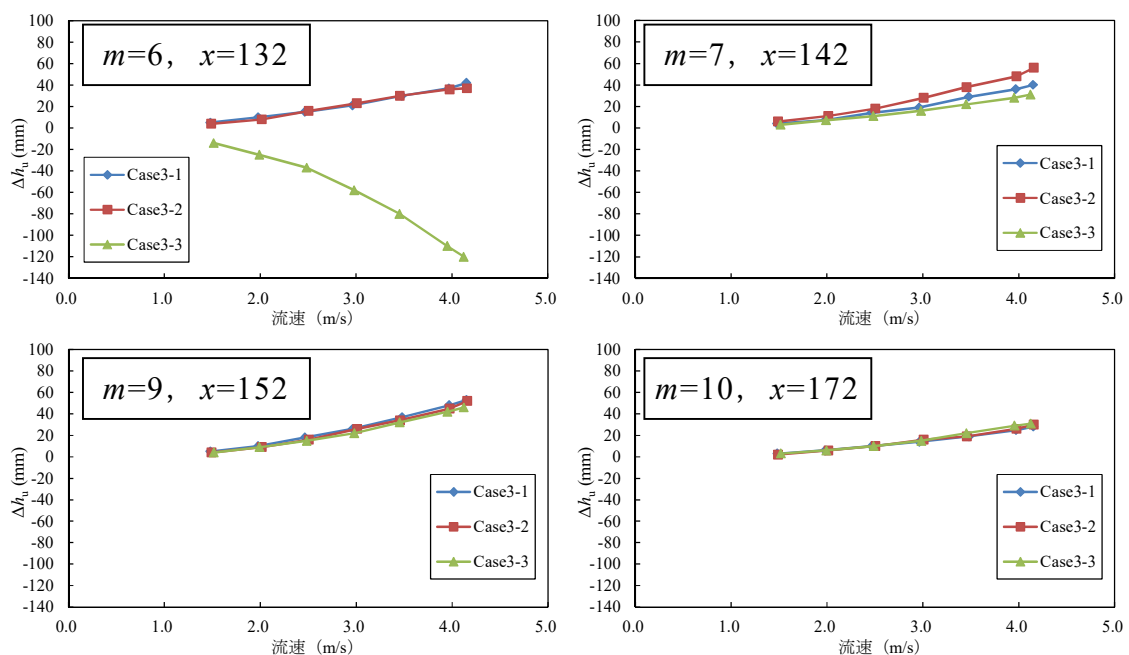 m=6, x=132
100
80
60
40
20
0
-20
-40
-60
-80
-100
-120
-140
Δhu (mm)
Case3-1
Case3-2
Case3-3
0.0 1.0 2.0 3.0 4.0 5.0
流速 (m/s)
m=7, x=142
100
80
60
40
20
0
-20
-40
-60
-80
-100
-120
-140
Δhu (mm)
Case3-1
Case3-2
Case3-3
0.0 1.0 2.0 3.0 4.0 5.0
流速 (m/s)
m=9, x=152
100
80
60
40
20
0
-20
-40
-60
-80
-100
-120
-140
Δhu (mm)
Case3-1
Case3-2
Case3-3
0.0 1.0 2.0 3.0 4.0 5.0
流速 (m/s)
m=10, x=172
100
80
60
40
20
0
-20
-40
-60
-80
-100
-120
-140
Δhu (mm)
Case3-1
Case3-2
Case3-3
0.0 1.0 2.0 3.0 4.0 5.0
流速 (m/s)